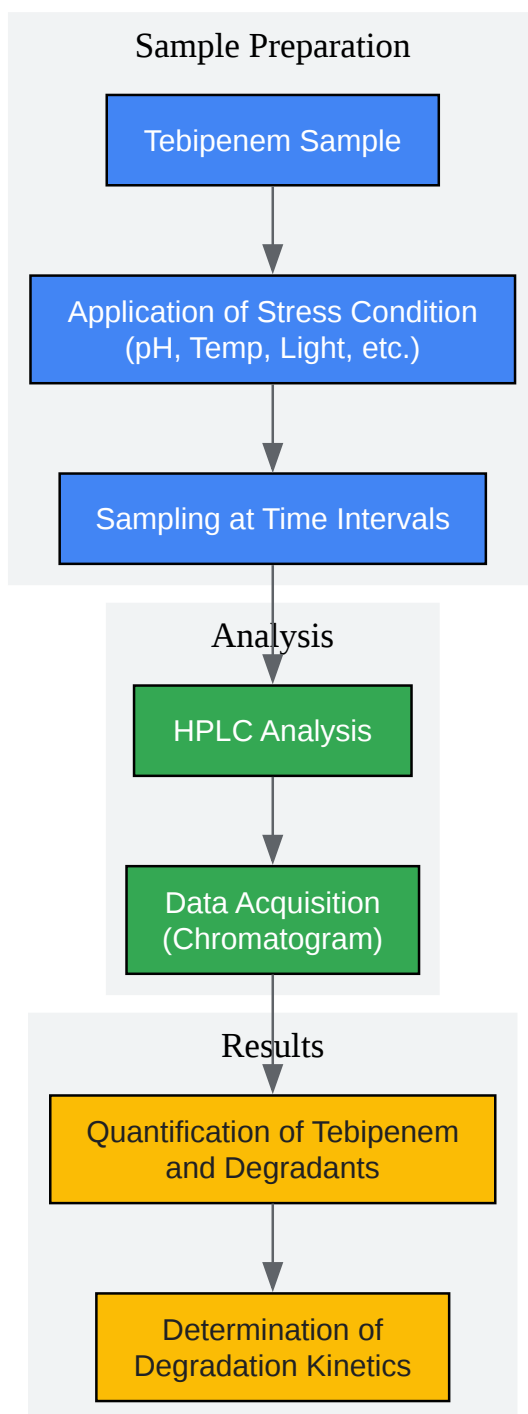 Sample Preparation
Tebipenem Sample
Application of Stress Condition
(pH, Temp, Light, etc.)
Sampling at Time Intervals
Analysis
HPLC Analysis
Data Acquisition
(Chromatogram)
Results
Quantification of Tebipenem
and Degradants
Determination of
Degradation Kinetics